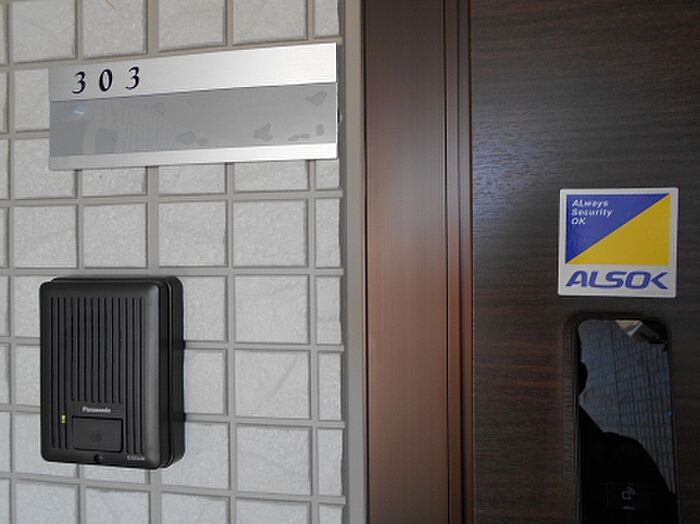 303
ALways
Security
OK
ALSOK
Panasonic